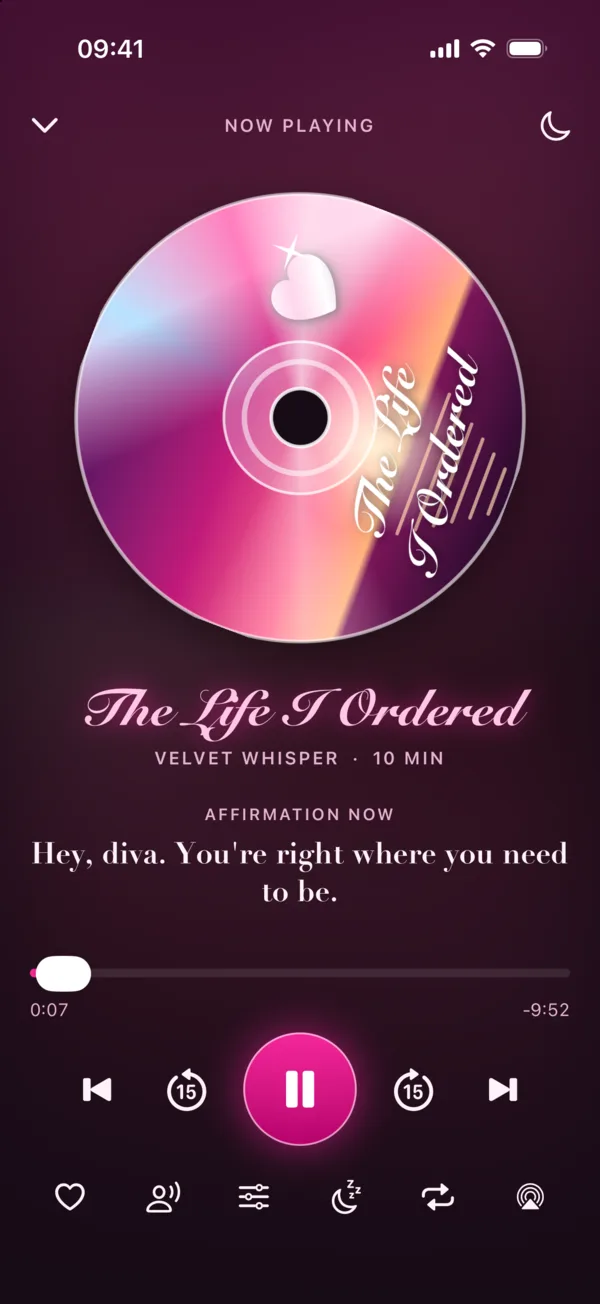 09:41
NOW PLAYING
The Life
I Ordered
The Life I Ordered
VELVET WHISPER · 10 MIN
AFFIRMATION NOW
Hey, diva. You're right where you need
to be.
0:07
-9:52
15
15
z z z